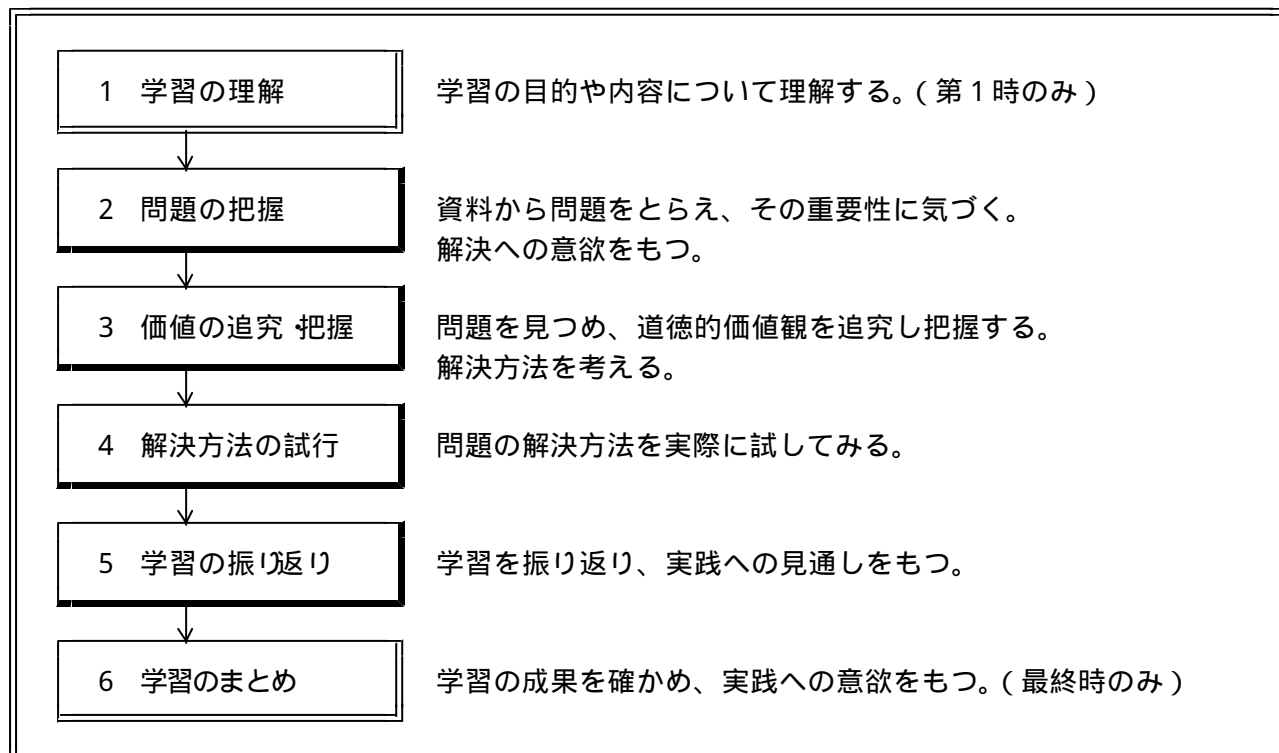 1 学習の理解 学習の目的や内容について理解する。(第1時のみ)
2 問題の把握 資料から問題をとらえ、その重要性に気づく。
解決への意欲をもつ。
3 価値の追究・把握 問題を見つめ、道徳的価値観を追究し把握する。
解決方法を考える。
4 解決方法の試行 問題の解決方法を実際に試してみる。
5 学習の振り返り 学習を振り返り、実践への見通しをもつ。
6 学習のまとめ 学習の成果を確かめ、実践への意欲をもつ。(最終時のみ)